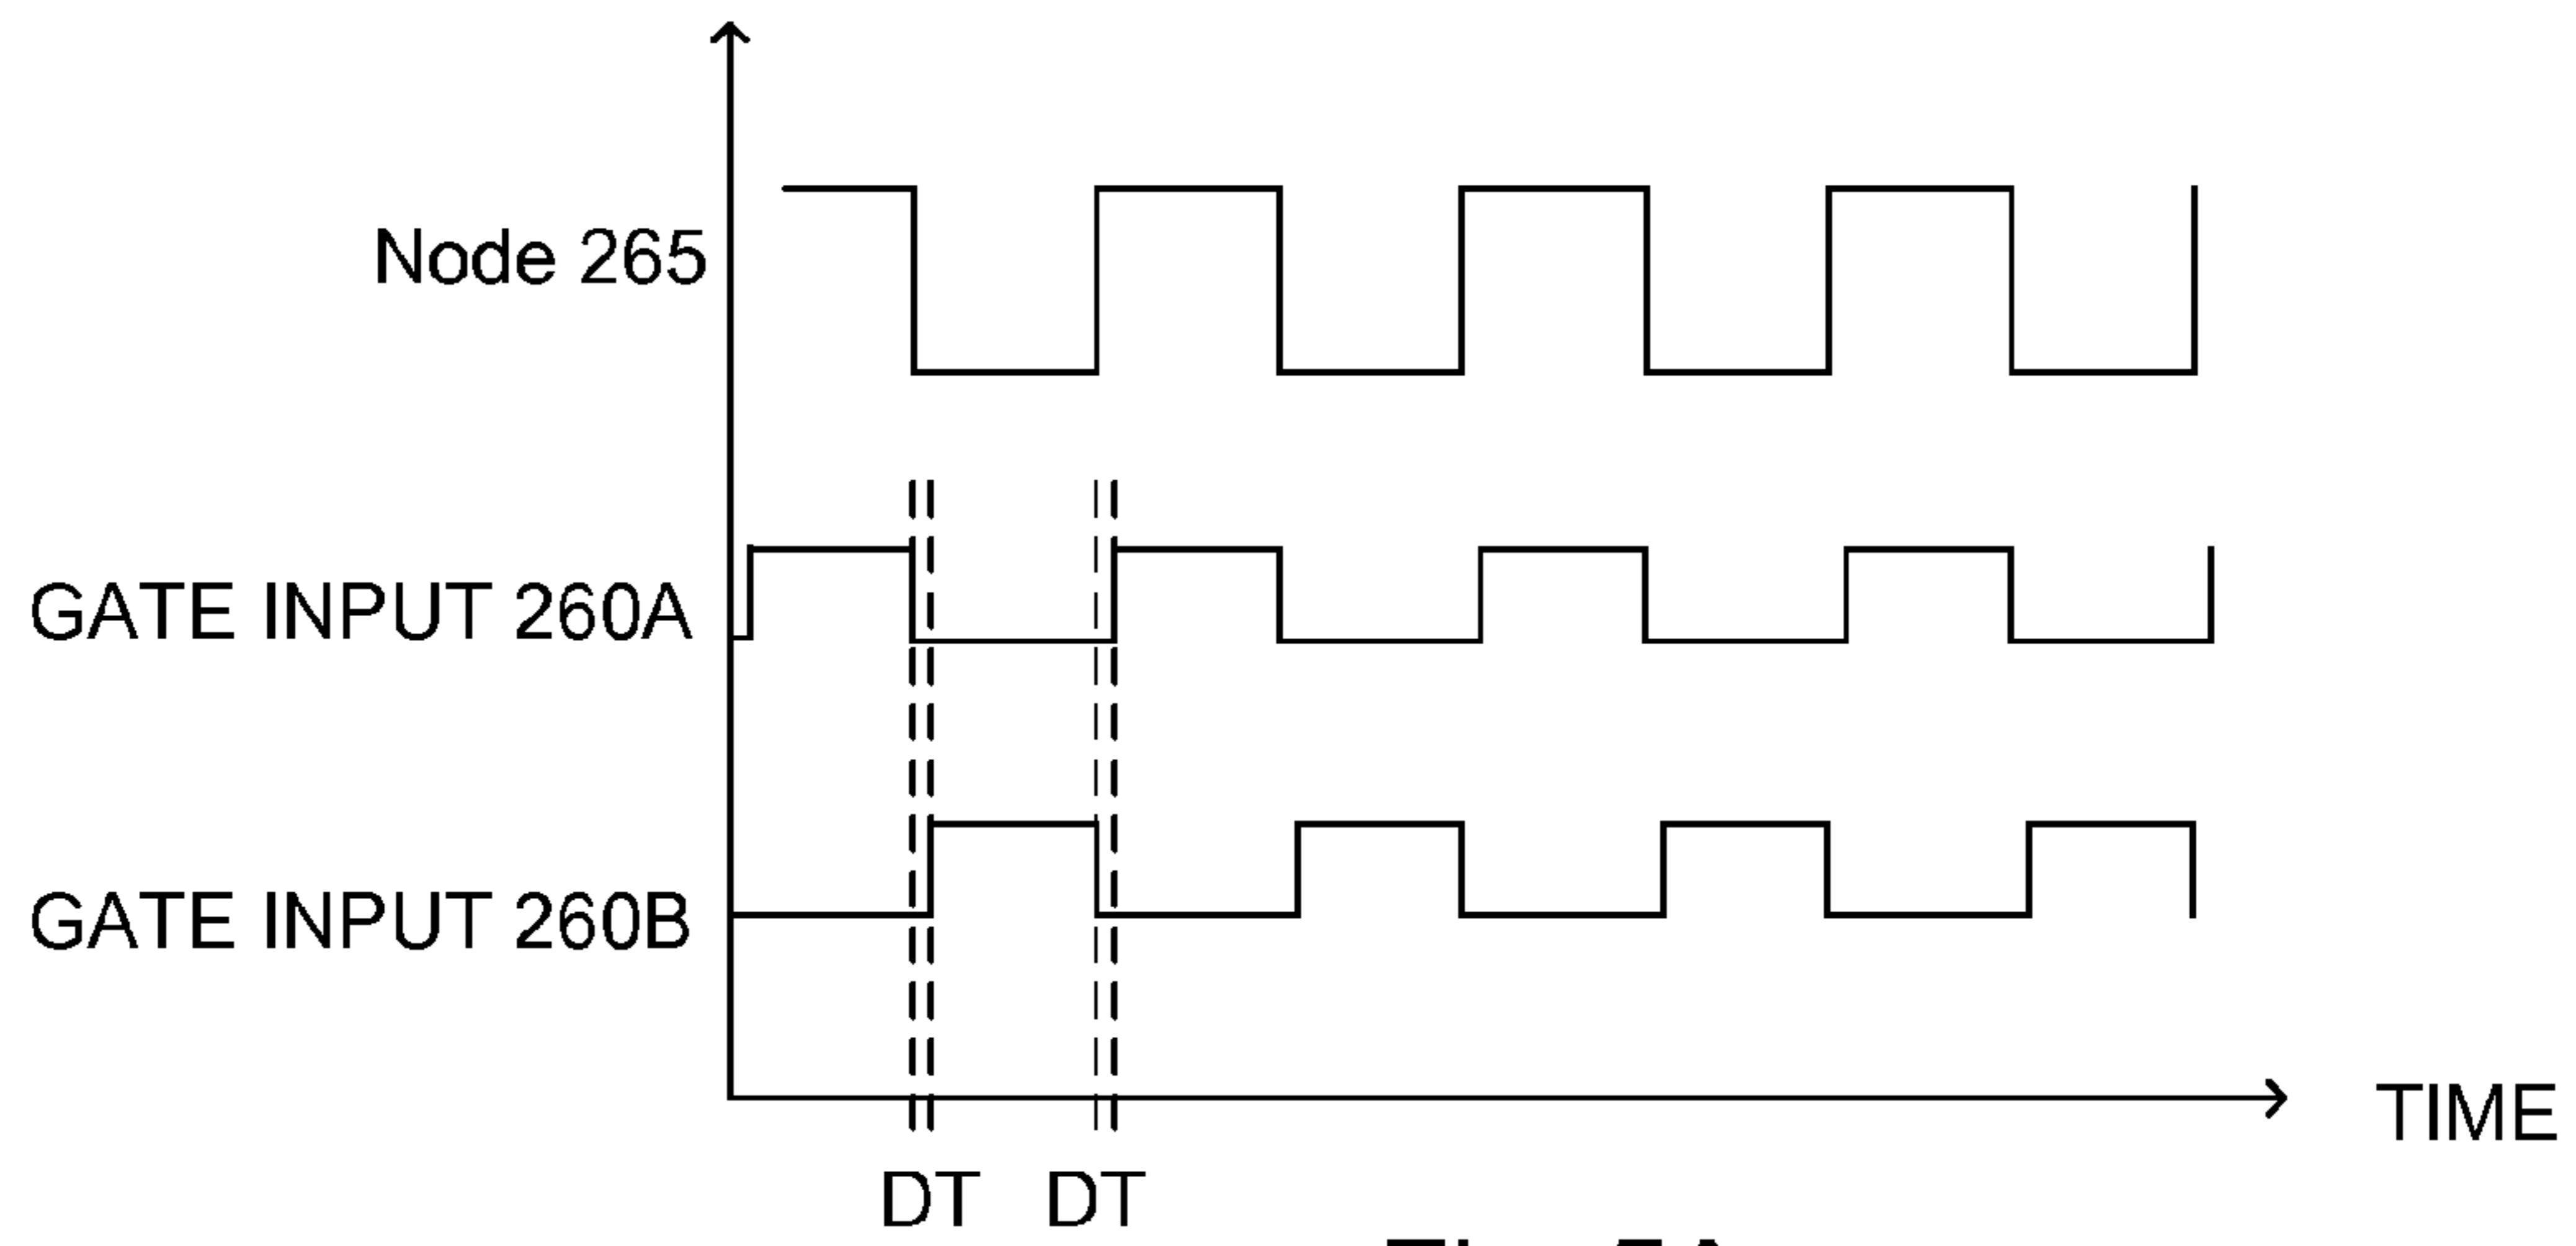 Node 265
GATE INPUT 260A
GATE INPUT 260B
TIME
DT DT